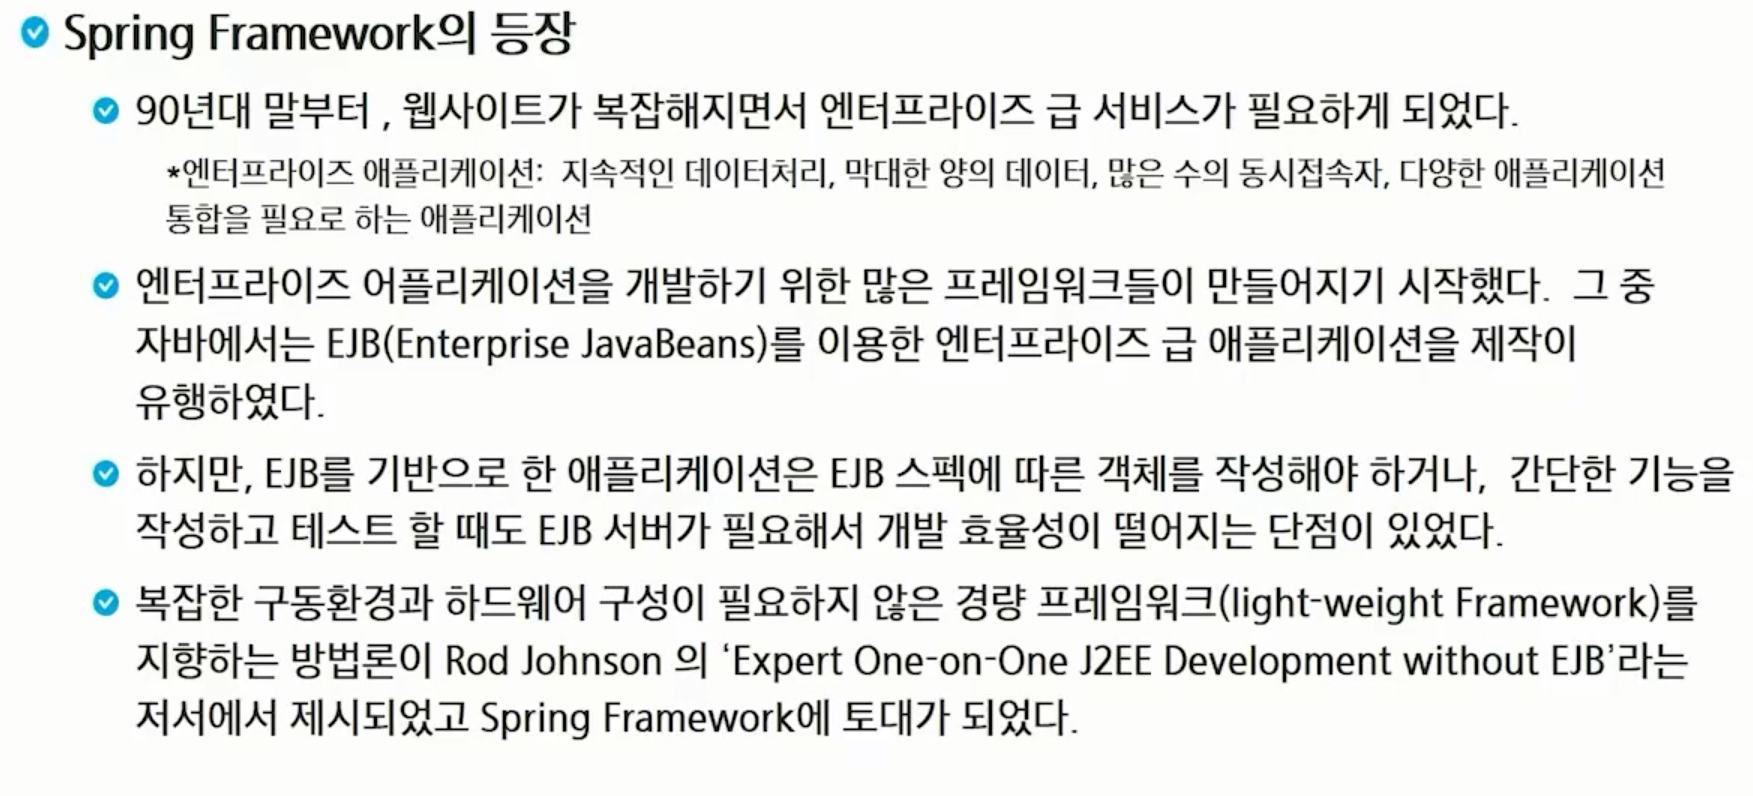 Spring Framework의 등장
90년대 말부터 , 웹사이트가 복잡해지면서 엔터프라이즈 급 서비스가 필요하게 되었다.
*엔터프라이즈 애플리케이션: 지속적인 데이터처리, 막대한 양의 데이터, 많은 수의 동시접속자, 다양한 애플리케이션
통합을 필요로 하는 애플리케이션
엔터프라이즈 어플리케이션을 개발하기 위한 많은 프레임워크들이 만들어지기 시작했다. 그 중
자바에서는 EJB(Enterprise JavaBeans)를 이용한 엔터프라이즈 급 애플리케이션을 제작이
유행하였다.
하지만, EJB를 기반으로 한 애플리케이션은 EJB 스펙에 따른 객체를 작성해야 하거나, 간단한 기능을
작성하고 테스트 할 때도 EJB 서버가 필요해서 개발 효율성이 떨어지는 단점이 있었다.
복잡한 구동환경과 하드웨어 구성이 필요하지 않은 경량 프레임워크(light-weight Framework)를
지향하는 방법론이 Rod Johnson 의 ‘Expert One-on-One J2EE Development without EJB’라는
저서에서 제시되었고 Spring Framework에 토대가 되었다.